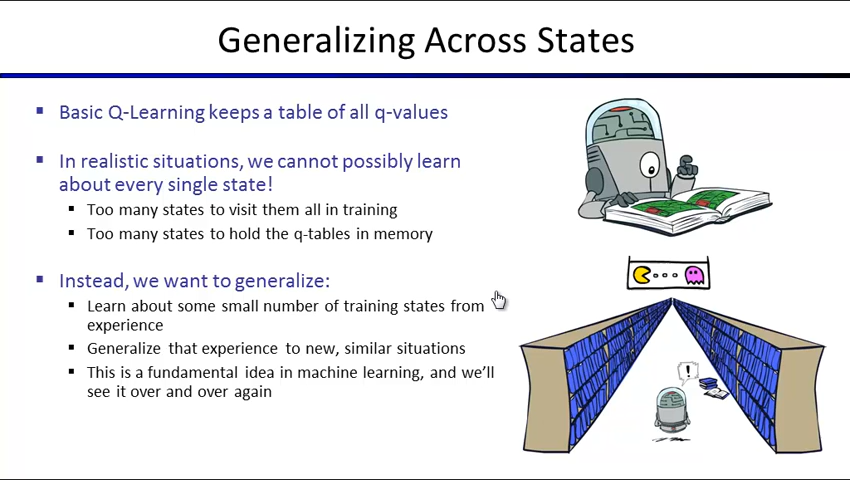 Generalizing Across States
Basic Q-Learning keeps a table of all q-values
In realistic situations, we cannot possibly learn
about every single state!
Too many states to visit them all in training
Too many states to hold the q-tables in memory
Instead, we want to generalize:
Learn about some small number of training states from
experience
Generalize that experience to new, similar situations
This is a fundamental idea in machine learning, and we'll
see it over and over again
!